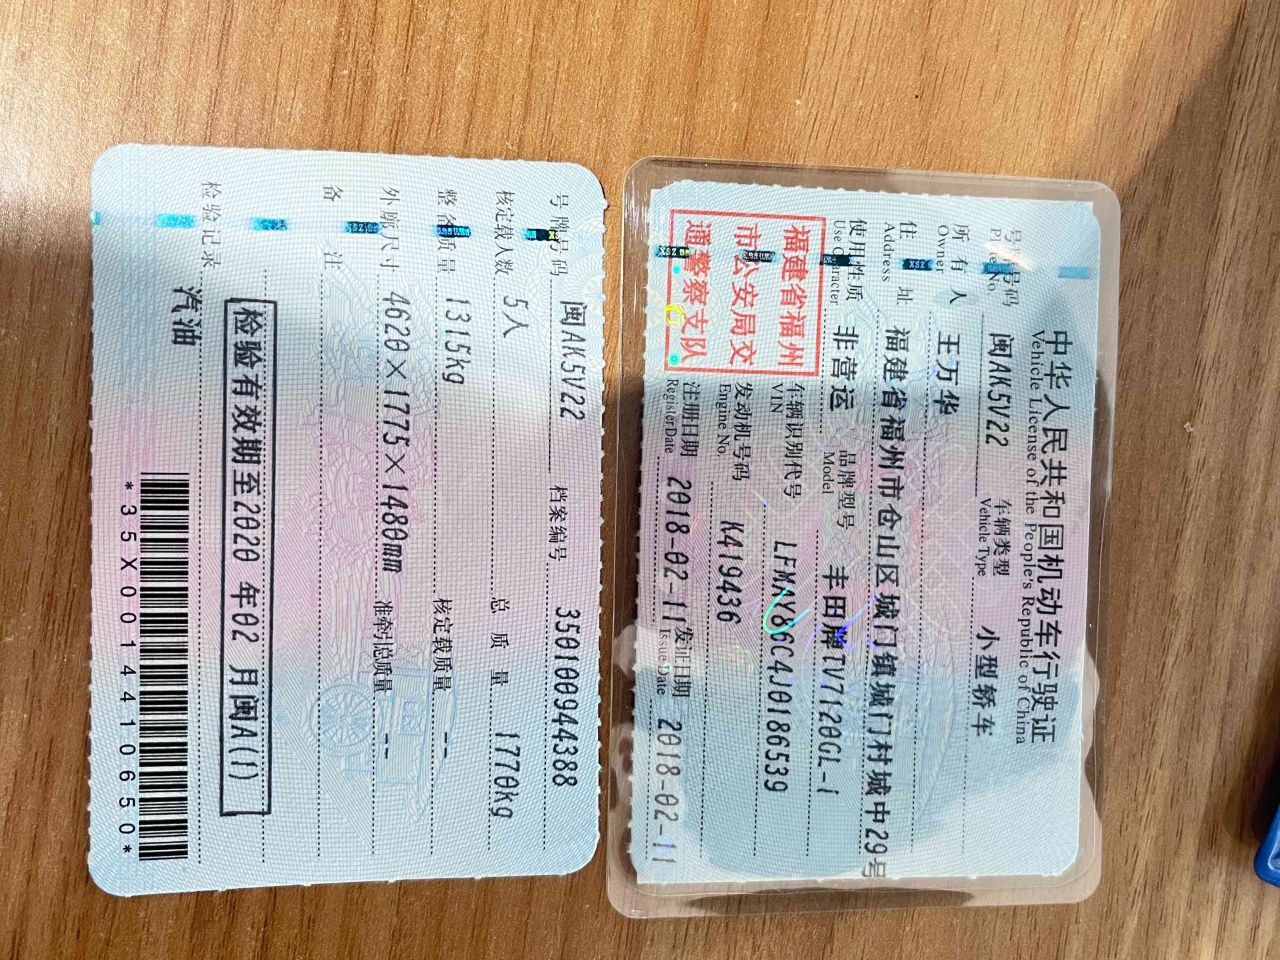 中华人民共和国机动车行驶证
Vehicle License of the People's Republic of China
号牌号码 闽AK5V22 车辆类型 小型轿车
Plate No. Vehicle Type
所有人 王万华
Owner
住址 福建省福州市仓山区城门镇城门村城中29号
Address
使用性质 非营运 品牌型号 丰田牌TV7120GL-i
Use Character Model
福建省福州
市公安局交
通警察支队
车辆识别代号 LFMAY86C4J0186539
VIN
发动机号码 K419436
Engine No.
注册日期 2018-02-11 发证日期 2018-02-11
Register Date Issue Date
号牌号码 闽AK5V22 档案编号 350100944388
核定载人数 5人 总质量 1770kg
整备质量 1315kg 核定载质量 --
外廓尺寸 4620×1775×1480mm 准牵引总质量 --
备注
检验有效期至2020年02月闽A(1)
检验记录
汽油
*35X0014410650*